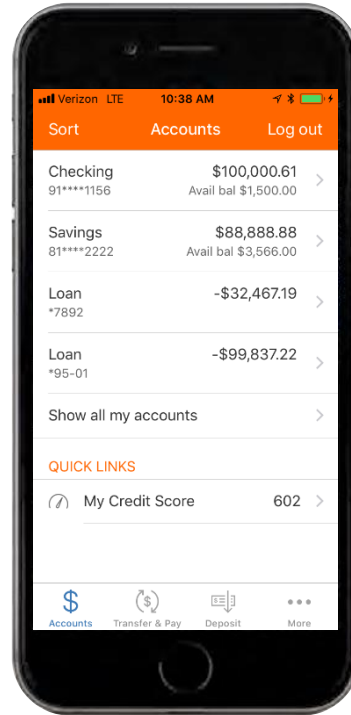 Verizon LTE 10:38 AM
Sort Accounts Log out
Checking $100,000.61
91****1156 Avail bal $1,500.00
Savings $88,888.88
81****2222 Avail bal $3,566.00
Loan -$32,467.19
*7892
Loan -$99,837.22
*95-01
Show all my accounts
QUICK LINKS
My Credit Score 602
Accounts Transfer & Pay Deposit More